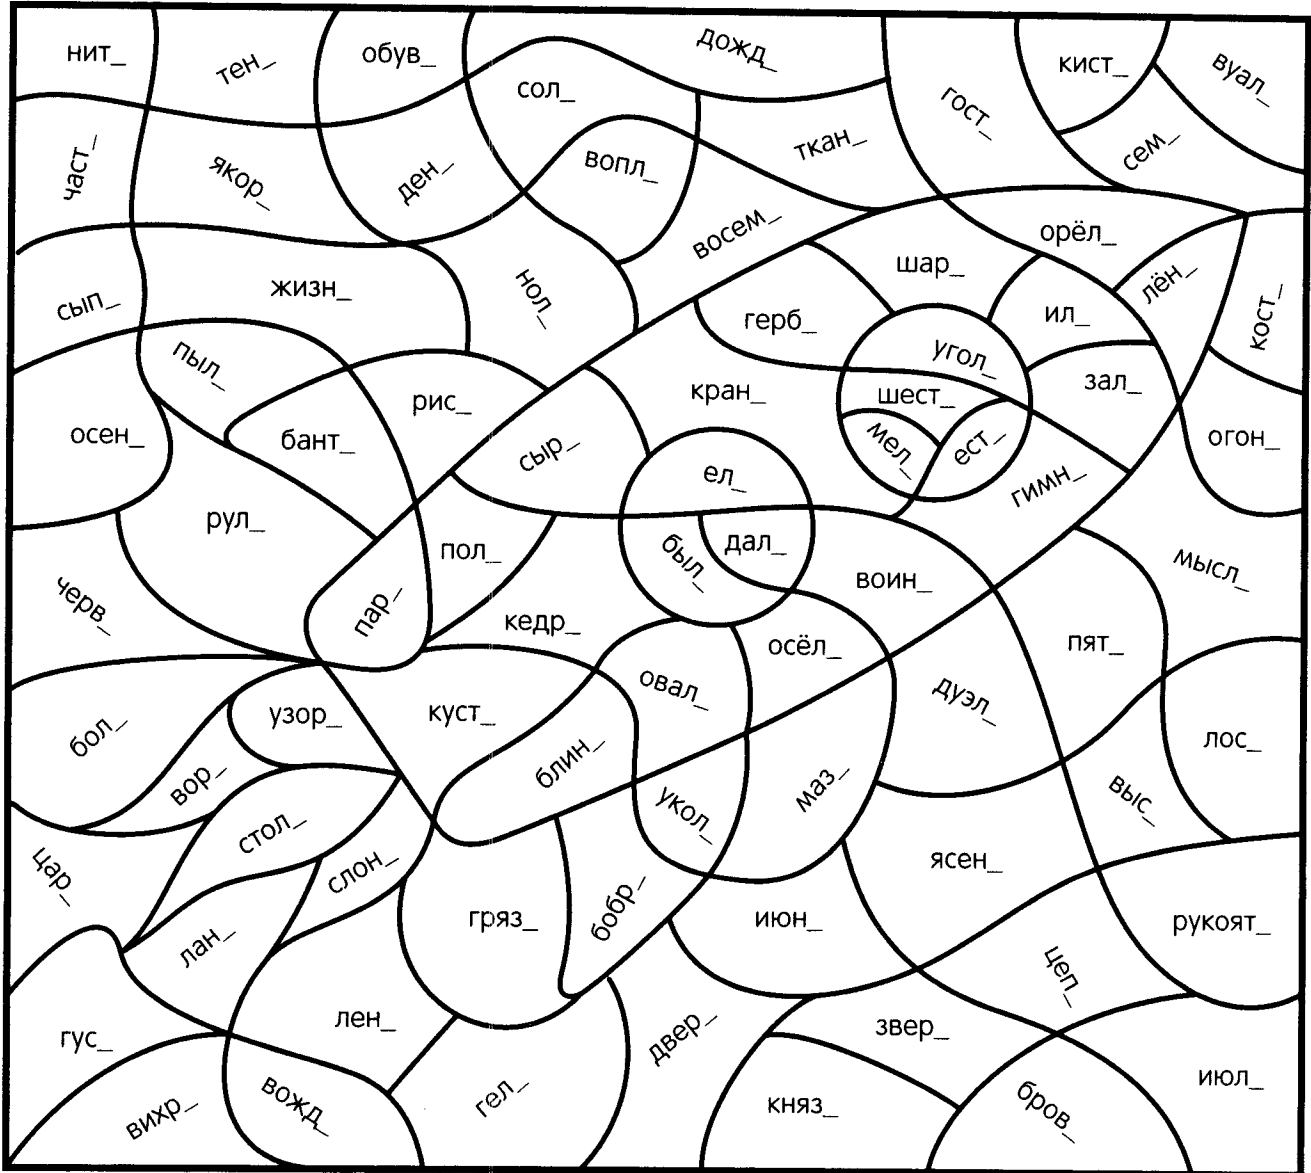 нит_
тен_
обув_
дожд_
кист_
вуал_
сол_
гост_
част_
якор_
ден_
вопл_
ткан_
сем_
восем_
орёл_
шар_
лён_
сып_
жизн_
нол_
герб_
ил_
кост_
пыл_
угол_
рис_
кран_
шест_
зал_
осен_
бант_
сыр_
мел_
ест_
огон_
ел_
гимн_
рул_
пол_
был_
дал_
воин_
мысл_
черв_
пар_
кедр_
осёл_
пят_
бол_
узор_
куст_
овал_
дуэл_
лос_
вор_
блин_
укол_
маз_
выс_
цар_
стол_
слон_
ясен_
лан_
гряз_
бобр_
июн_
рукоят_
цеп_
гус_
лен_
двер_
звер_
июл_
вихр_
вожд_
гел_
княз_
бров_